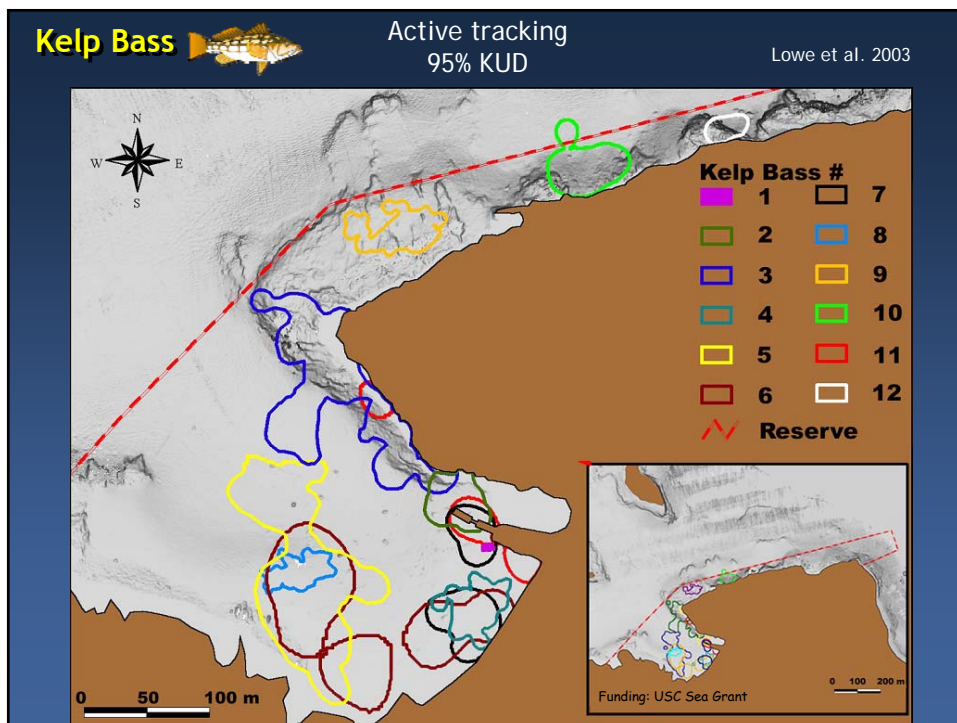 Kelp Bass
Active tracking
95% KUD
Lowe et al. 2003
N
W E
S
Kelp Bass #
1 7
2 8
3 9
4 10
5 11
6 12
Reserve
0 50 100 m
0 100 200 m
Funding: USC Sea Grant